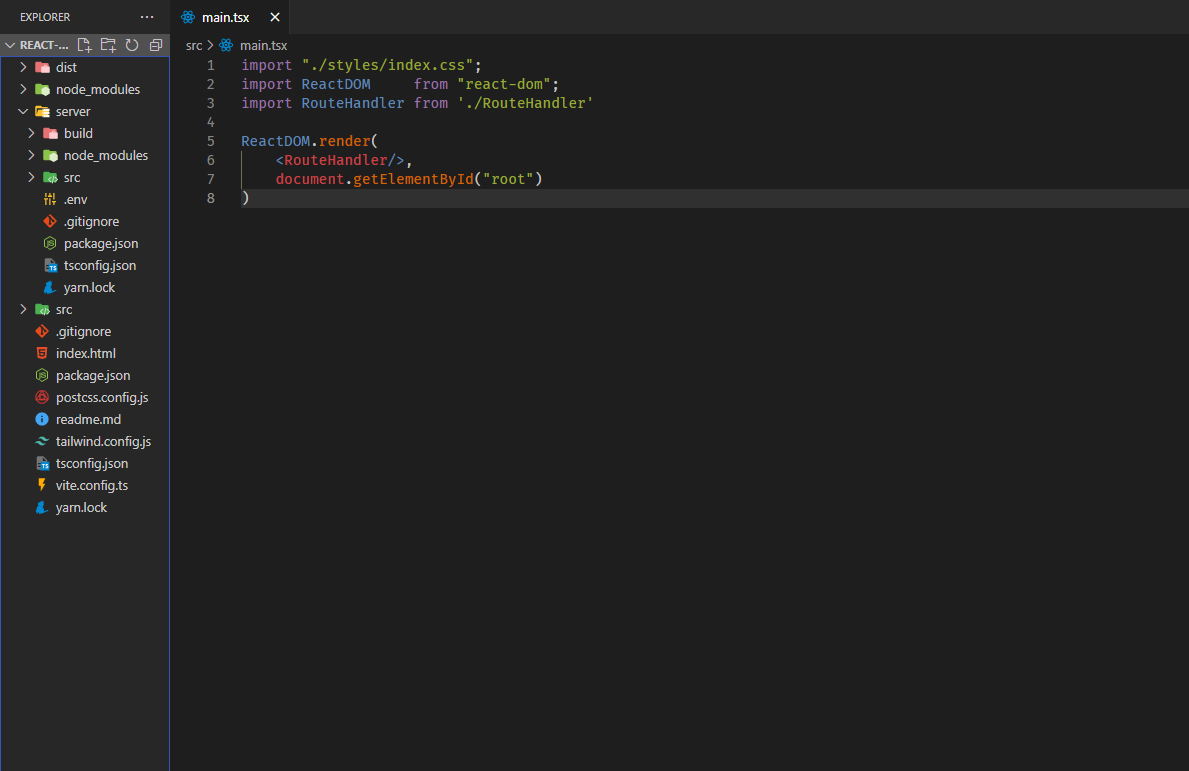 EXPLORER
REACT-...
dist
node_modules
server
build
node_modules
src
.env
.gitignore
package.json
tsconfig.json
yarn.lock
src
.gitignore
index.html
package.json
postcss.config.js
readme.md
tailwind.config.js
tsconfig.json
vite.config.ts
yarn.lock
main.tsx
src > main.tsx
1 import "./styles/index.css";
2 import ReactDOM     from "react-dom";
3 import RouteHandler from './RouteHandler'
4
5 ReactDOM.render(
6     <RouteHandler/>,
7     document.getElementById("root")
8 )